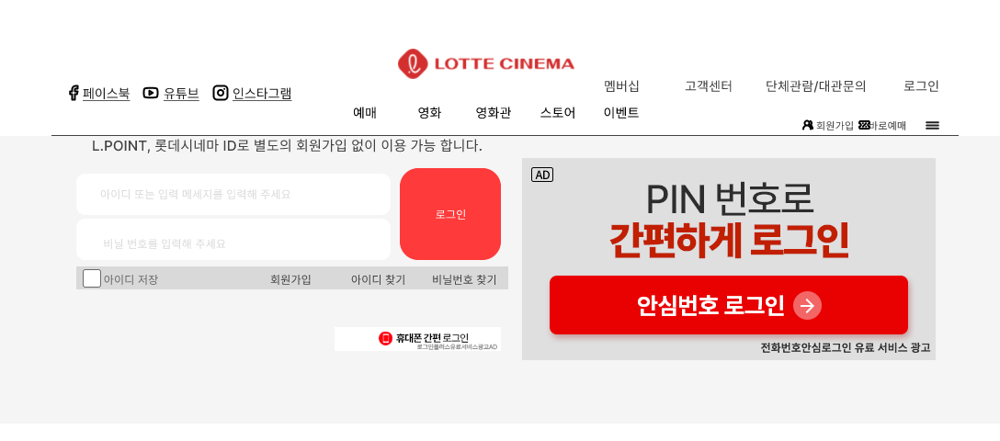 LOTTE CINEMA
페이스북 유튜브 인스타그램
멤버십 고객센터 단체관람/대관문의 로그인
예매 영화 영화관 스토어 이벤트
회원가입 바로예매
L.POINT, 롯데시네마 ID로 별도의 회원가입 없이 이용 가능 합니다.
아이디 또는 입력 메세지를 입력해 주세요
비닐 번호를 입력해 주세요
로그인
아이디 저장 회원가입 아이디 찾기 비닐번호 찾기
휴대폰 간편 로그인
로그인플러스유료서비스광고AD
AD
PIN 번호로
간편하게 로그인
안심번호 로그인
전화번호안심로그인 유료 서비스 광고